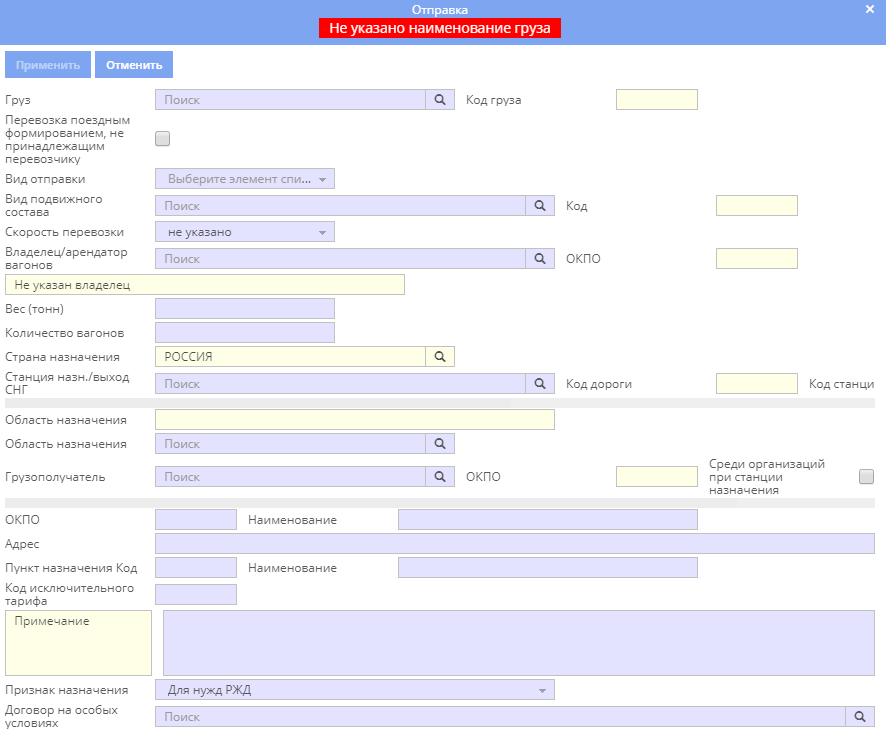 Отправка
Не указано наименование груза
Применить Отменить
Груз Поиск Код груза
Перевозка поездным
формированием, не
принадлежащим
перевозчику
Вид отправки Выберите элемент спи...
Вид подвижного
состава Поиск Код
Скорость перевозки не указано
Владелец/арендатор
вагонов Поиск ОКПО
Не указан владелец
Вес (тонн)
Количество вагонов
Страна назначения РОССИЯ
Станция назн./выход
СНГ Поиск Код дороги Код станци
Область назначения
Область назначения Поиск
Грузополучатель Поиск ОКПО Среди организаций
при станции
назначения
ОКПО Наименование
Адрес
Пункт назначения Код Наименование
Код исключительного
тарифа
Примечание
Признак назначения Для нужд РЖД
Договор на особых
условиях Поиск